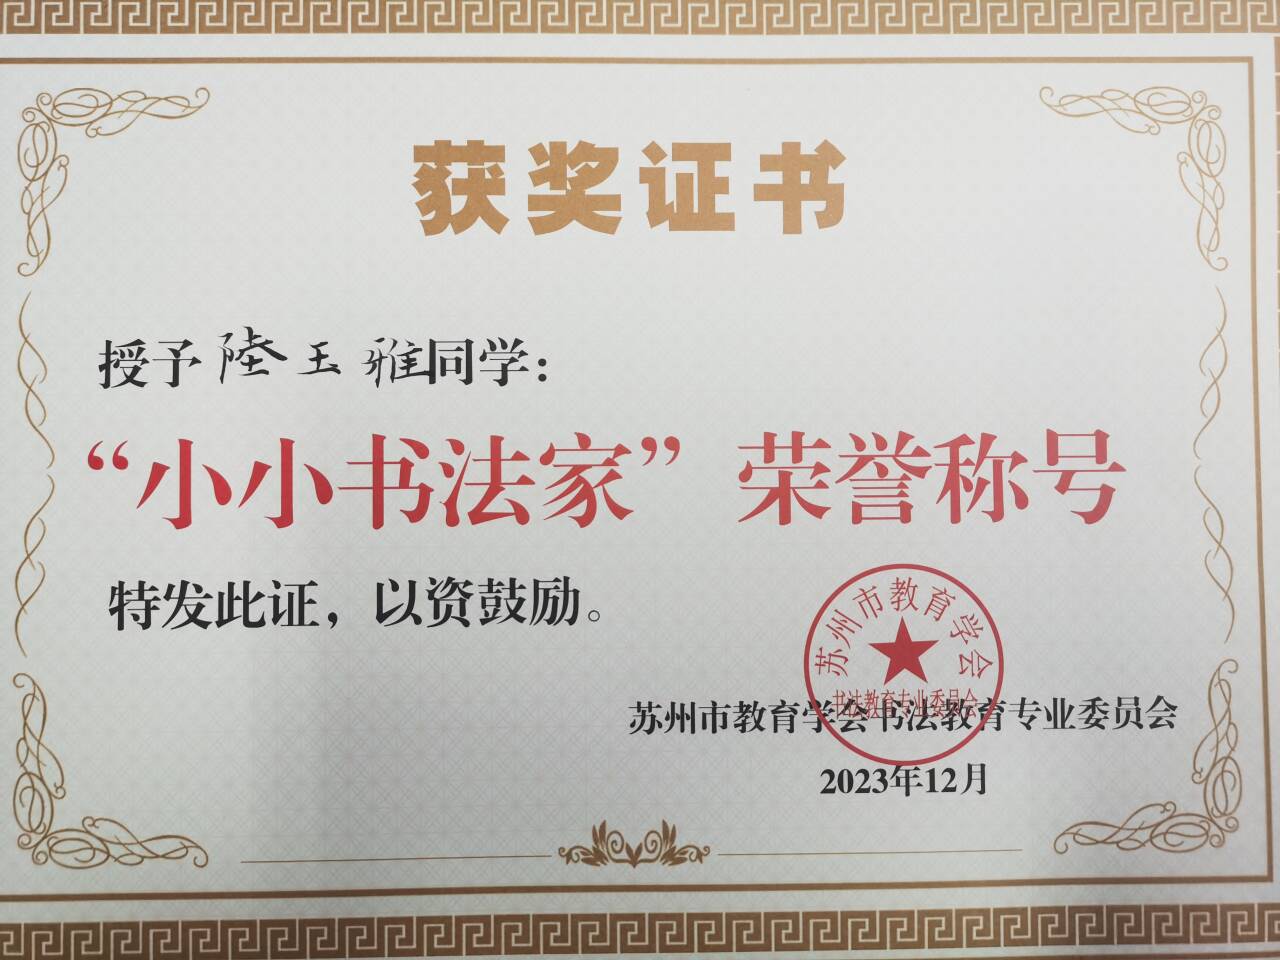 获奖证书
授予陸玉雅同学：
“小小书法家”荣誉称号
特发此证，以资鼓励。
苏州市教育学会
书法教育专业委员会
苏州市教育学会书法教育专业委员会
2023年12月